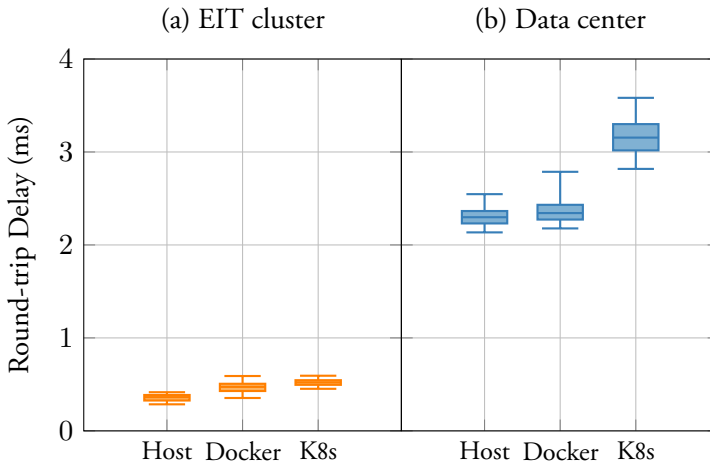 (a) EIT cluster
(b) Data center
Round-trip Delay (ms)
4
3
2
1
0
Host Docker K8s
Host Docker K8s